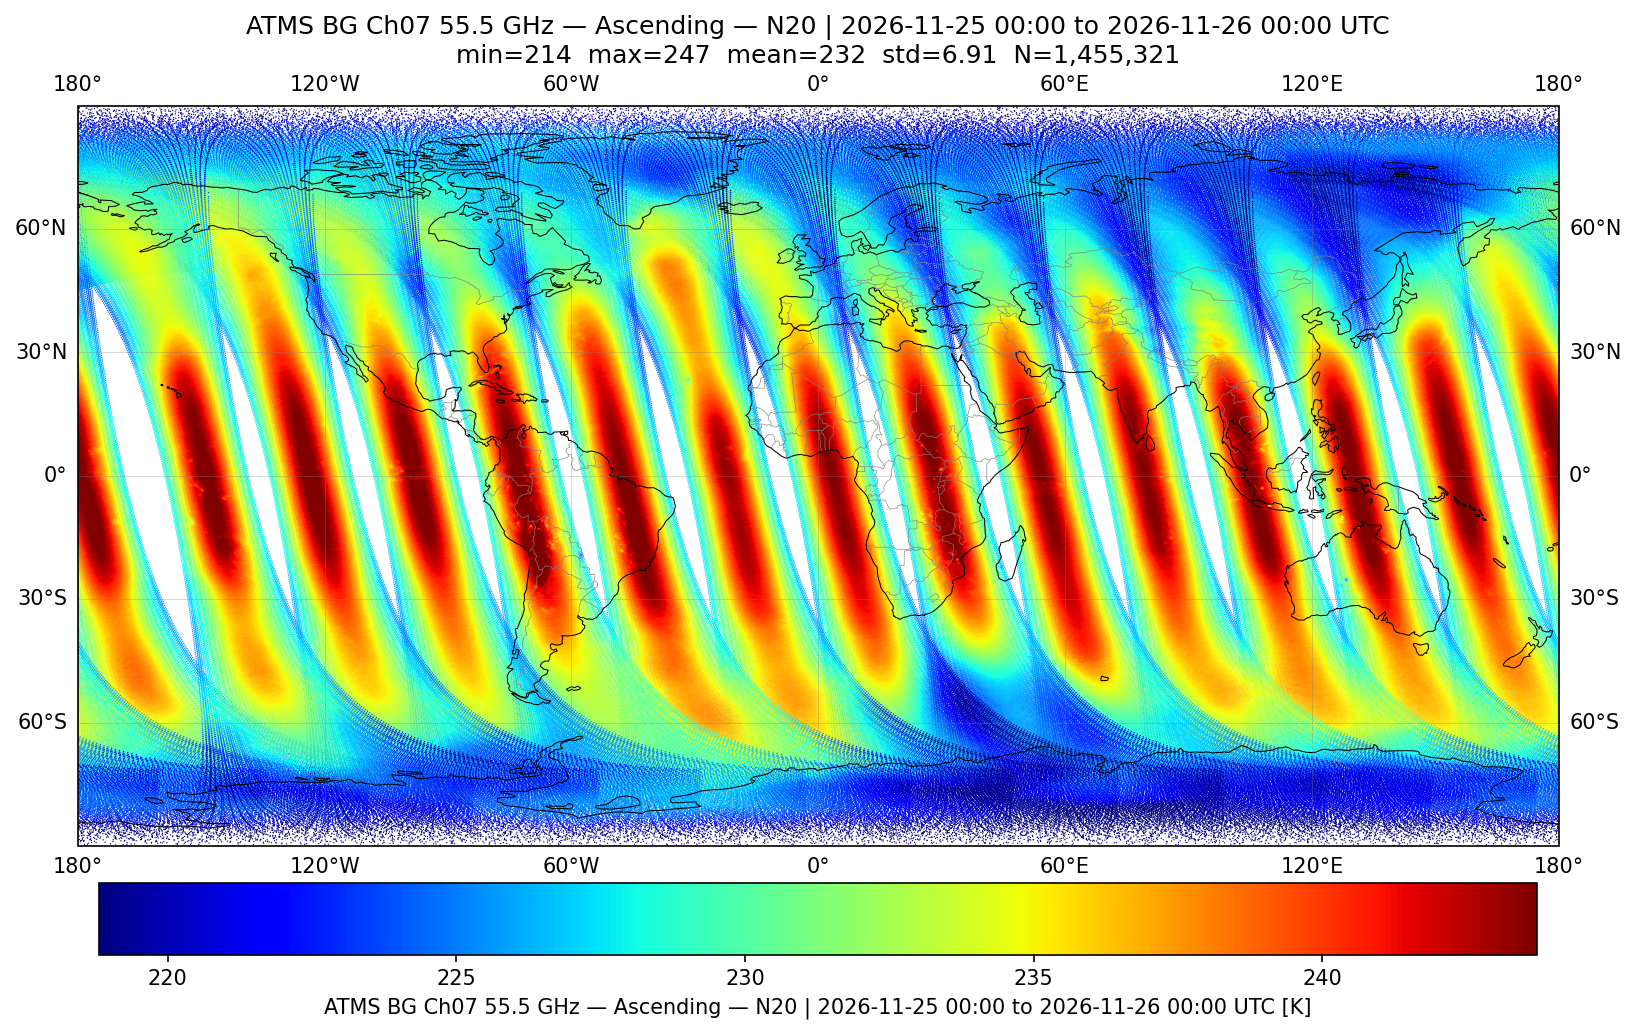 ATMS BG Ch07 55.5 GHz — Ascending — N20 | 2026-11-25 00:00 to 2026-11-26 00:00 UTC
min=214 max=247 mean=232 std=6.91 N=1,455,321
180° 120°W 60°W 0° 60°E 120°E 180°
60°N 60°N
30°N 30°N
0° 0°
30°S 30°S
60°S 60°S
180° 120°W 60°W 0° 60°E 120°E 180°
220 225 230 235 240
ATMS BG Ch07 55.5 GHz — Ascending — N20 | 2026-11-25 00:00 to 2026-11-26 00:00 UTC [K]